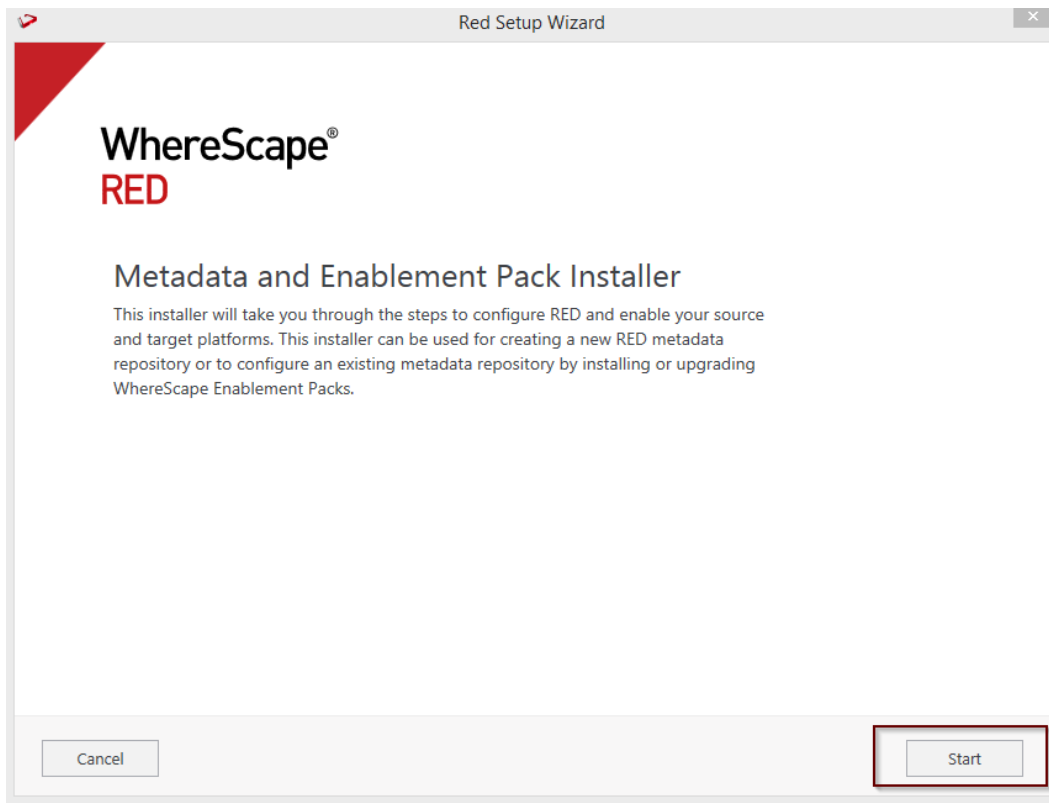 Red Setup Wizard
WhereScape®
RED
Metadata and Enablement Pack Installer
This installer will take you through the steps to configure RED and enable your source
and target platforms. This installer can be used for creating a new RED metadata
repository or to configure an existing metadata repository by installing or upgrading
WhereScape Enablement Packs.
Cancel
Start